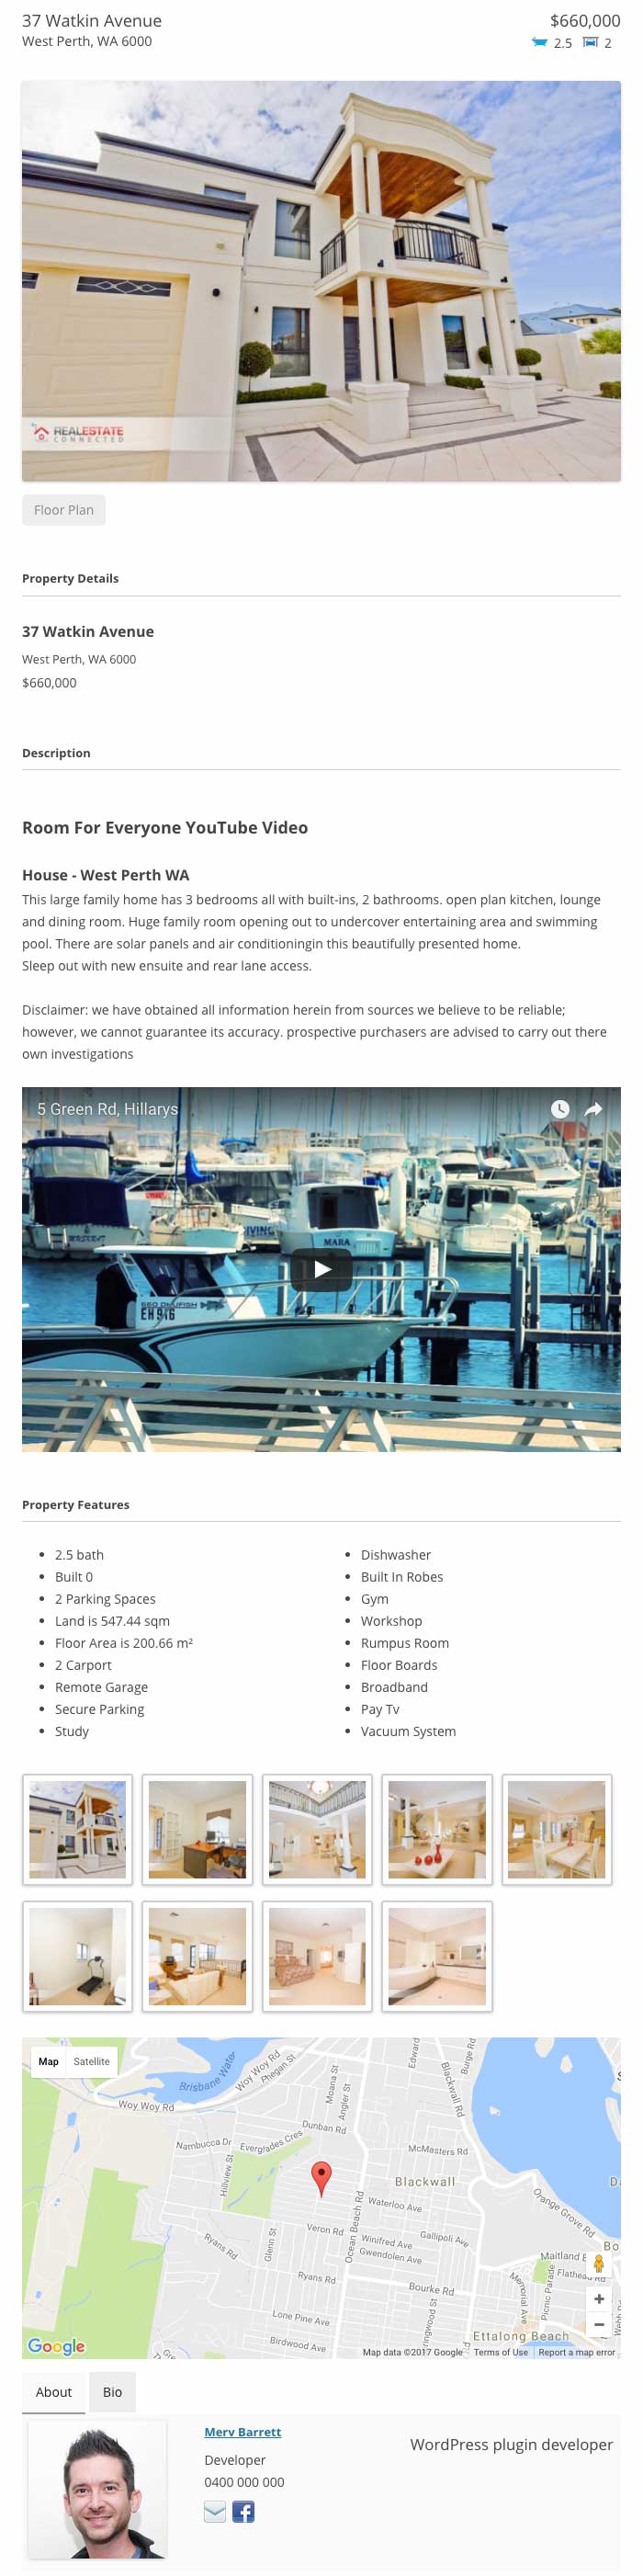 37 Watkin Avenue
$660,000
West Perth, WA 6000
2.5 2
REALESTATE
CONNECTED
Floor Plan
Property Details
37 Watkin Avenue
West Perth, WA 6000
$660,000
Description
Room For Everyone YouTube Video
House - West Perth WA
This large family home has 3 bedrooms all with built-ins, 2 bathrooms. open plan kitchen, lounge
and dining room. Huge family room opening out to undercover entertaining area and swimming
pool. There are solar panels and air conditioningin this beautifully presented home.
Sleep out with new ensuite and rear lane access.
Disclaimer: we have obtained all information herein from sources we believe to be reliable;
however, we cannot guarantee its accuracy. prospective purchasers are advised to carry out there
own investigations
5 Green Rd, Hillarys
MARA
EH916
Property Features
2.5 bath
Built 0
2 Parking Spaces
Land is 547.44 sqm
Floor Area is 200.66 m²
2 Carport
Remote Garage
Secure Parking
Study
Dishwasher
Built In Robes
Gym
Workshop
Rumpus Room
Floor Boards
Broadband
Pay Tv
Vacuum System
Map Satellite
Brisbane Water
Woy Woy Rd
Phegan St
Woy Woy Rd
Moana St
Angler St
Edward
Blackwall Rd
Burge Rd
Dunban Rd
Nambucca Dr
Everglades Cres
McMasters Rd
Hillview St
Blackwall
Orange Grove Rd
Waterloo Ave
Ocean Beach Rd
Veron Rd
Winifred Ave
Gallipoli Ave
Gwendolen Ave
Ryans Rd
Glenn St
Maitland B
Bo
Flathead Rd
Ryans Rd
Bourke Rd
Memorial Ave
Picnic Parade
Lone Pine Ave
ringwood St
Birdwood Ave
Ettalong Beach
Google
Map data ©2017 Google
Terms of Use
Report a map error
About
Bio
Merv Barrett
WordPress plugin developer
Developer
0400 000 000